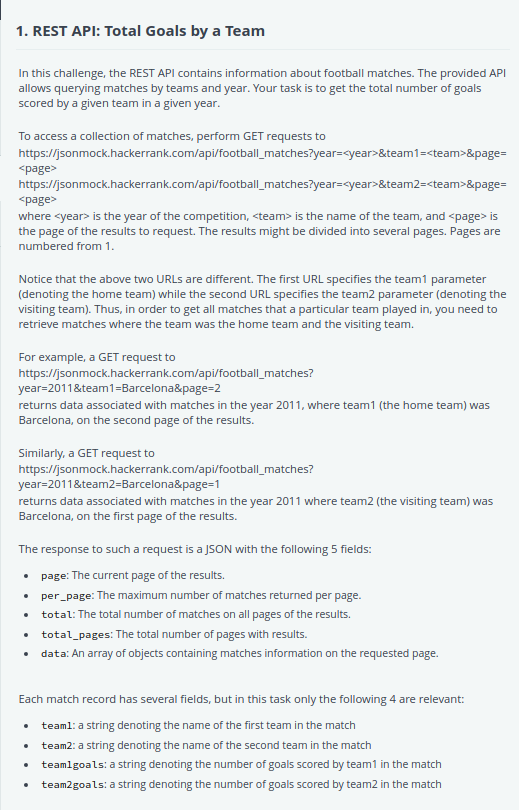 1. REST API: Total Goals by a Team
In this challenge, the REST API contains information about football matches. The provided API
allows querying matches by teams and year. Your task is to get the total number of goals
scored by a given team in a given year.
To access a collection of matches, perform GET requests to
https://jsonmock.hackerrank.com/api/football_matches?year=<year>&team1=<team>&page=
<page>
https://jsonmock.hackerrank.com/api/football_matches?year=<year>&team2=<team>&page=
<page>
where <year> is the year of the competition, <team> is the name of the team, and <page> is
the page of the results to request. The results might be divided into several pages. Pages are
numbered from 1.
Notice that the above two URLs are different. The first URL specifies the team1 parameter
(denoting the home team) while the second URL specifies the team2 parameter (denoting the
visiting team). Thus, in order to get all matches that a particular team played in, you need to
retrieve matches where the team was the home team and the visiting team.
For example, a GET request to
https://jsonmock.hackerrank.com/api/football_matches?
year=2011&team1=Barcelona&page=2
returns data associated with matches in the year 2011, where team1 (the home team) was
Barcelona, on the second page of the results.
Similarly, a GET request to
https://jsonmock.hackerrank.com/api/football_matches?
year=2011&team2=Barcelona&page=1
returns data associated with matches in the year 2011 where team2 (the visiting team) was
Barcelona, on the first page of the results.
The response to such a request is a JSON with the following 5 fields:
• page: The current page of the results.
• per_page: The maximum number of matches returned per page.
• total: The total number of matches on all pages of the results.
• total_pages: The total number of pages with results.
• data: An array of objects containing matches information on the requested page.
Each match record has several fields, but in this task only the following 4 are relevant:
• team1: a string denoting the name of the first team in the match
• team2: a string denoting the name of the second team in the match
• team1goals: a string denoting the number of goals scored by team1 in the match
• team2goals: a string denoting the number of goals scored by team2 in the match